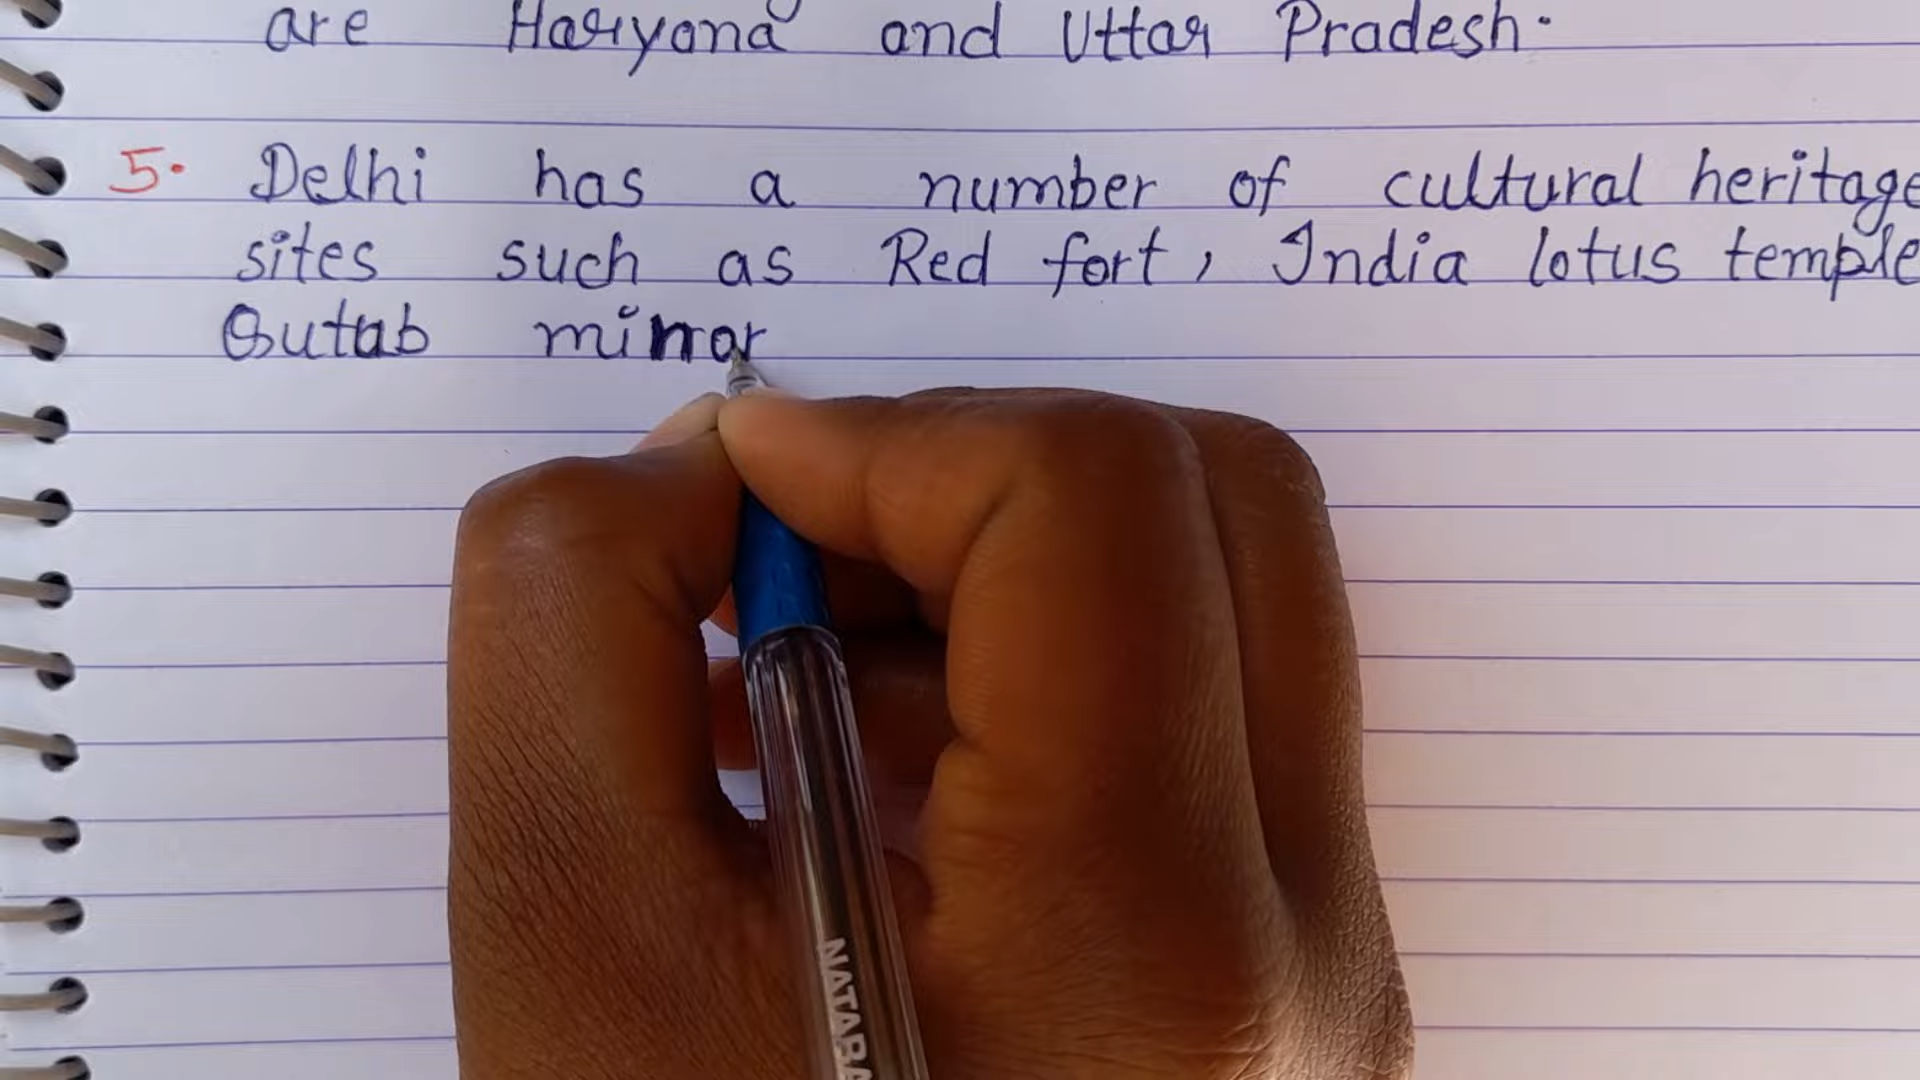 are Haryana and Uttar Pradesh.
5. Delhi has a number of cultural heritage
sites such as Red fort, India lotus temple
Qutab minar
NATARA